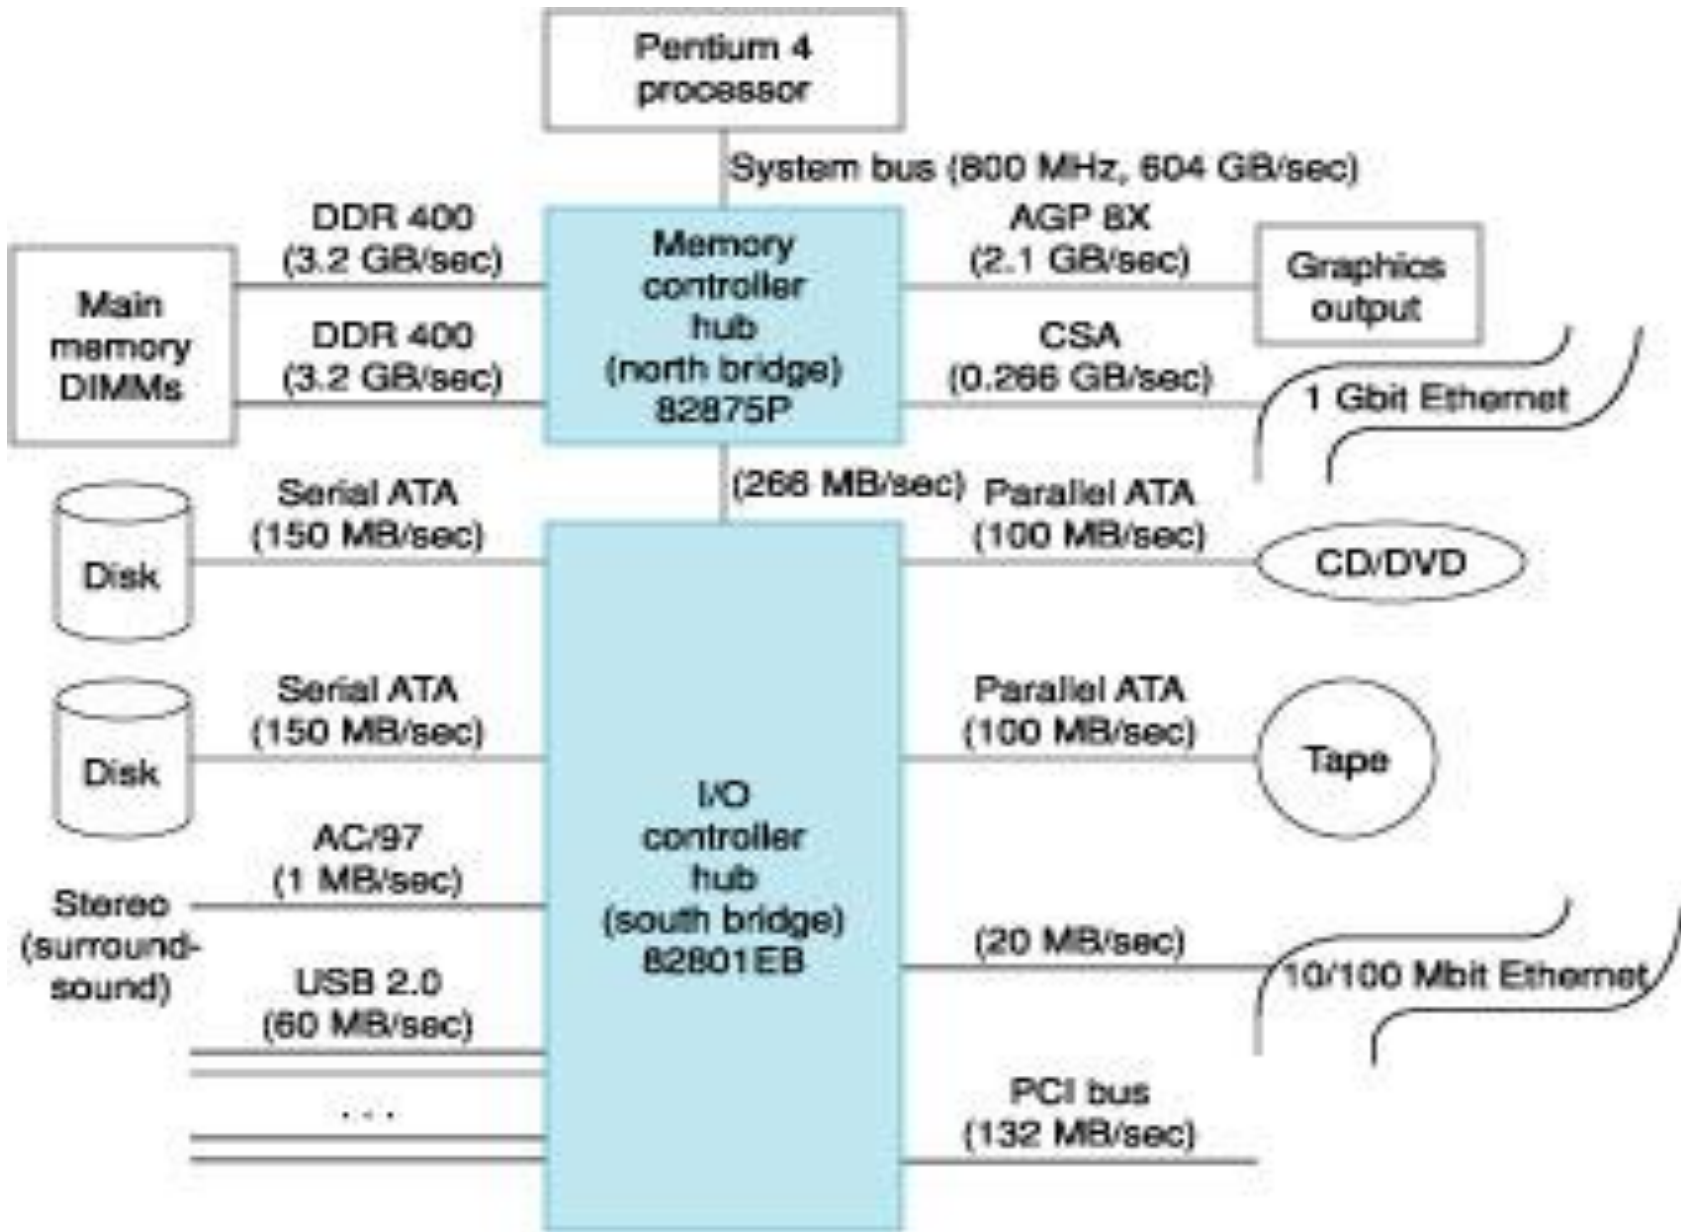 Pentium 4
processor
System bus (800 MHz, 604 GB/sec)
DDR 400
(3.2 GB/sec)
Memory
controller
hub
(north bridge)
82875P
AGP 8X
(2.1 GB/sec)
Graphics
output
Main
memory
DIMMs
DDR 400
(3.2 GB/sec)
CSA
(0.266 GB/sec)
1 Gbit Ethernet
(266 MB/sec)
Serial ATA
(150 MB/sec)
Disk
Parallel ATA
(100 MB/sec)
CD/DVD
Serial ATA
(150 MB/sec)
Disk
Parallel ATA
(100 MB/sec)
Tape
I/O
controller
hub
(south bridge)
82801EB
AC/97
(1 MB/sec)
Stereo
(surround-
sound)
(20 MB/sec)
10/100 Mbit Ethernet
USB 2.0
(60 MB/sec)
. . .
PCI bus
(132 MB/sec)